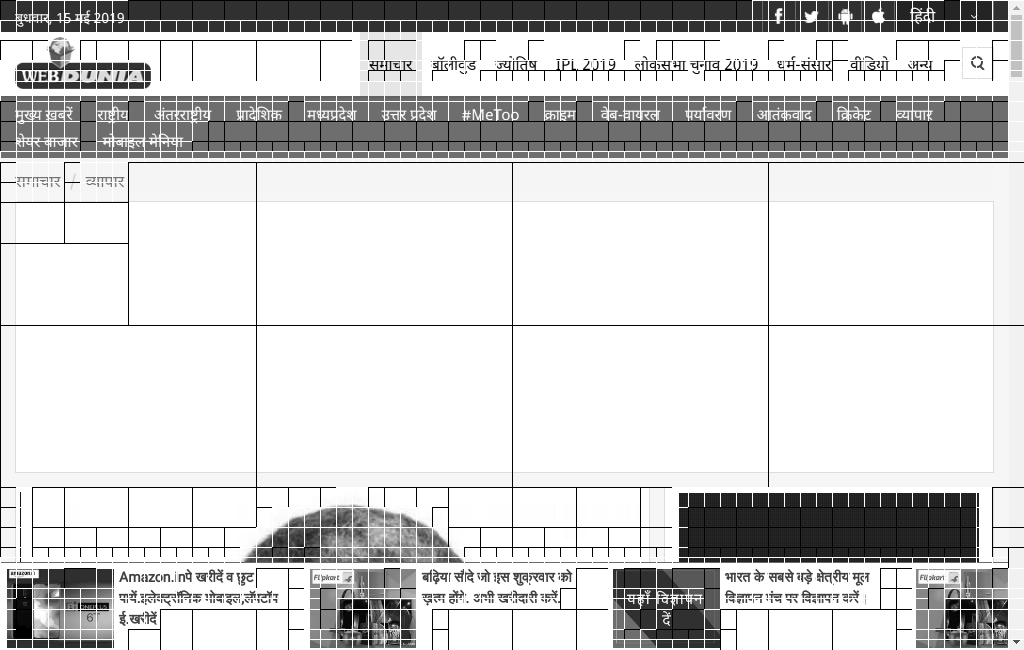 बुधवार, 15 मई 2019
हिंदी
WEBDUNIA
समाचार बॉलीवुड ज्योतिष IPL 2019 लोकसभा चुनाव 2019 धर्म-संसार वीडियो अन्य
मुख्य ख़बरें राष्ट्रीय अंतरराष्ट्रीय प्रादेशिक मध्यप्रदेश उत्तर प्रदेश #MeToo क्राइम वेब-वायरल पर्यावरण आतंकवाद क्रिकेट व्यापार
शेयर बाजार मोबाइल मेनिया
समाचार / व्यापार
Amazon.inपे खरीदें व छूट
पायें.इलेक्ट्रॉनिक मोबाइल,लॅपटॉप
ई.खरीदें
Flipkart
बढ़िया सौदे जो इस शुक्रवार को
ख़त्म होंगे. अभी खरीदारी करें.
यहाँ विज्ञापन
दें
भारत के सबसे बड़े क्षेत्रीय मूल
विज्ञापन मंच पर विज्ञापन करें।
Flipkart